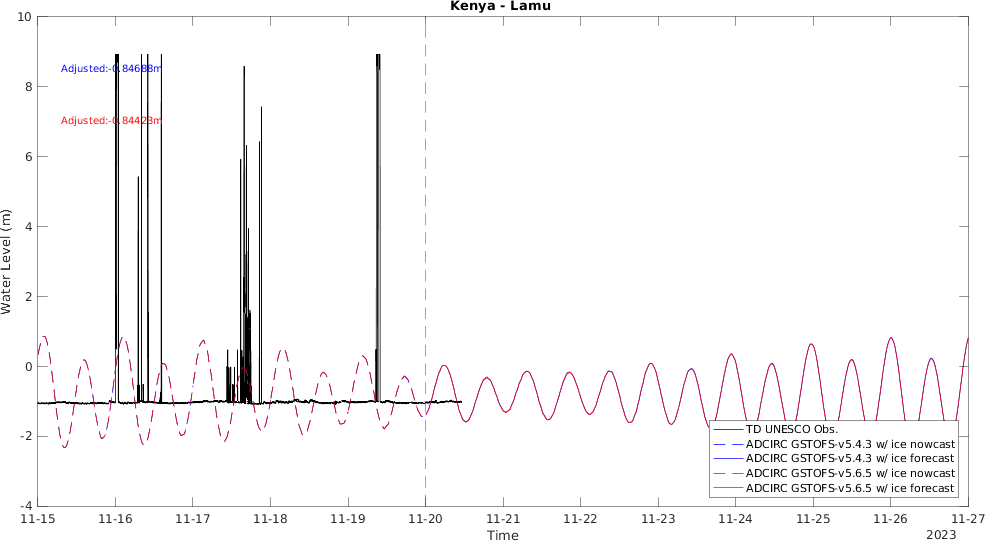 Kenya - Lamu
10
8
6
4
2
0
-2
-4
Water Level (m)
Adjusted:-0.84688m
Adjusted:-0.84423m
TD UNESCO Obs.
ADCIRC GSTOFS-v5.4.3 w/ ice nowcast
ADCIRC GSTOFS-v5.4.3 w/ ice forecast
ADCIRC GSTOFS-v5.6.5 w/ ice nowcast
ADCIRC GSTOFS-v5.6.5 w/ ice forecast
11-15 11-16 11-17 11-18 11-19 11-20 11-21 11-22 11-23 11-24 11-25 11-26 11-27
Time
2023